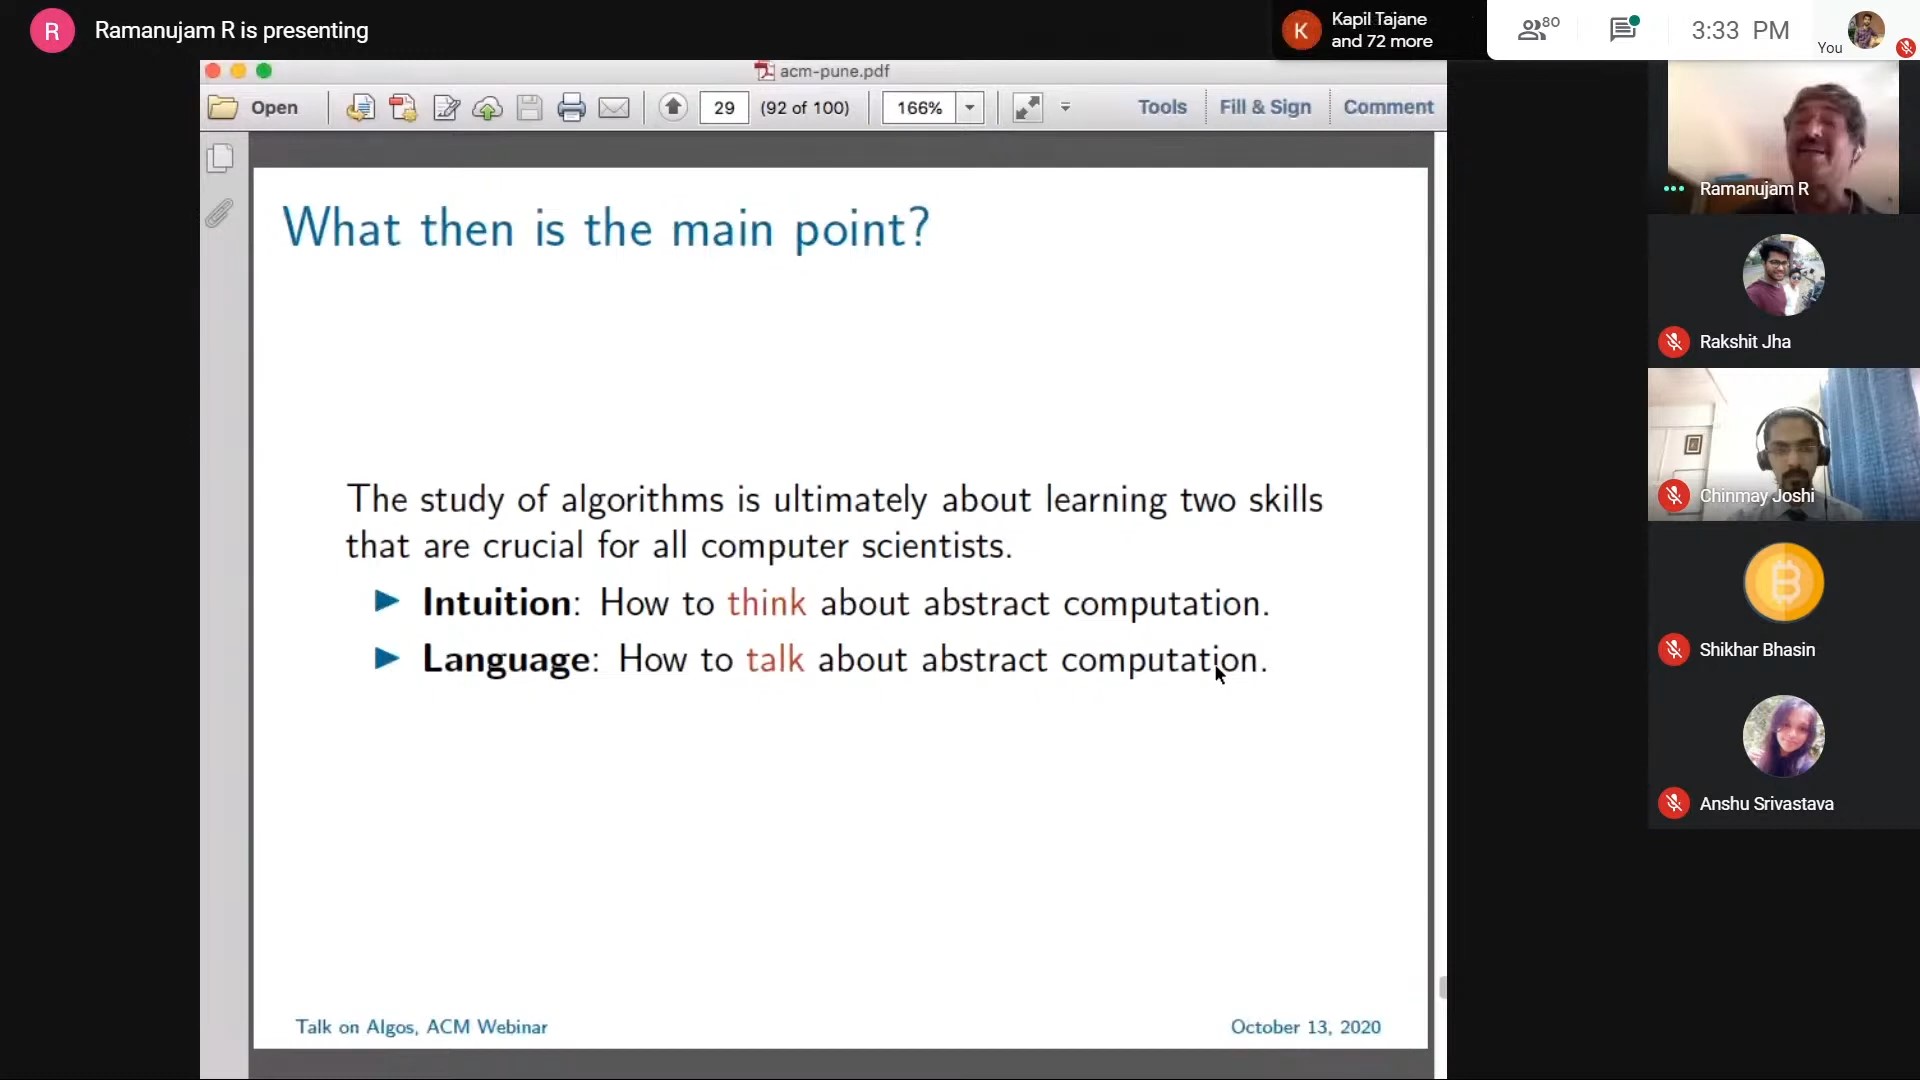 R
Ramanujam R is presenting
K
Kapil Tajane
and 72 more
80
3:33 PM
You
acm-pune.pdf
Open
29
(92 of 100)
166%
Tools
Fill & Sign
Comment
What then is the main point?
The study of algorithms is ultimately about learning two skills
that are crucial for all computer scientists.
Intuition: How to think about abstract computation.
Language: How to talk about abstract computation.
Talk on Algos, ACM Webinar
October 13, 2020
Ramanujam R
Rakshit Jha
Chinmay Joshi
Shikhar Bhasin
Anshu Srivastava